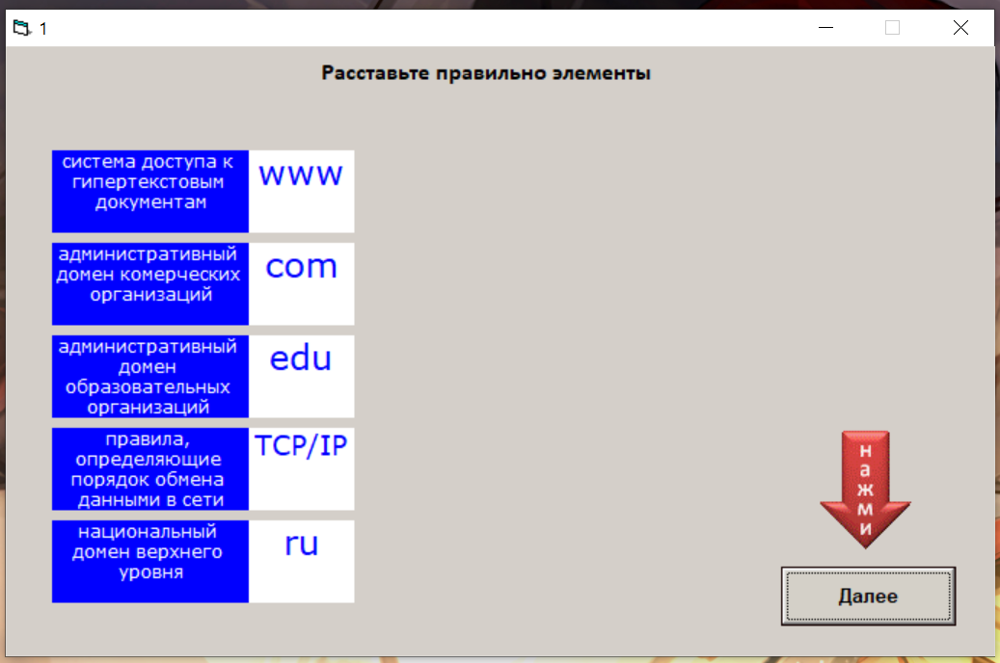 1
Расставьте правильно элементы
система доступа к
гипертекстовым
документам
www
административный
домен комерческих
организаций
com
административный
домен
образовательных
организаций
edu
правила,
определяющие
порядок обмена
данными в сети
TCP/IP
национальный
домен верхнего
уровня
ru
нажми
Далее